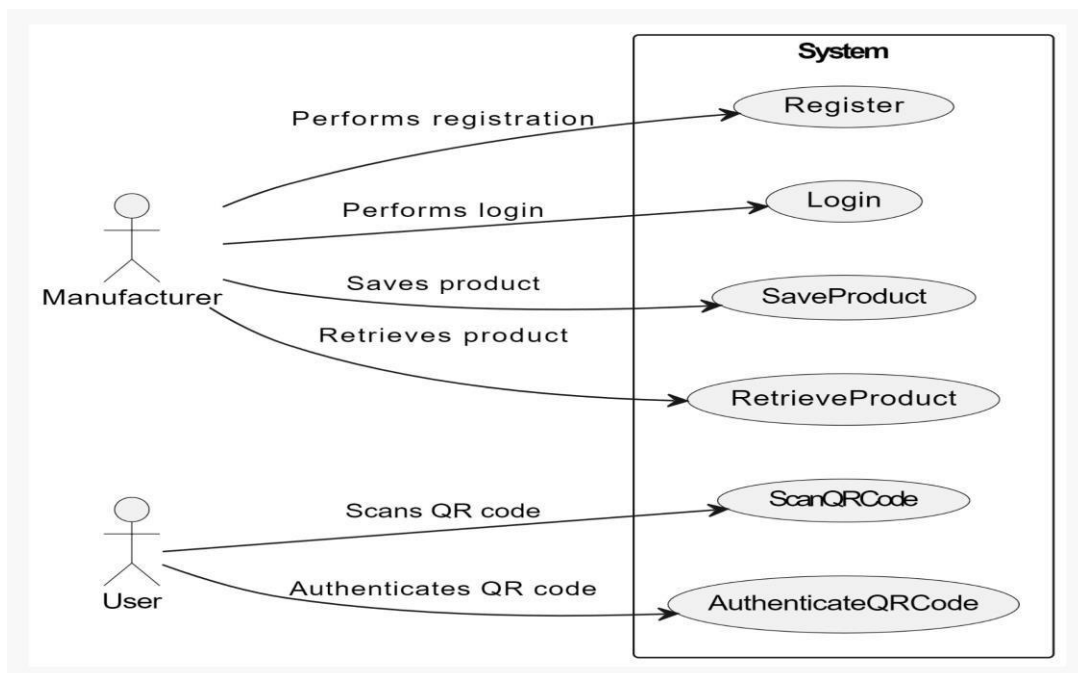 System
Performs registration
Register
Performs login
Login
Manufacturer
Saves product
SaveProduct
Retrieves product
RetrieveProduct
Scans QR code
ScanQRCode
User
Authenticates QR code
AuthenticateQRCode